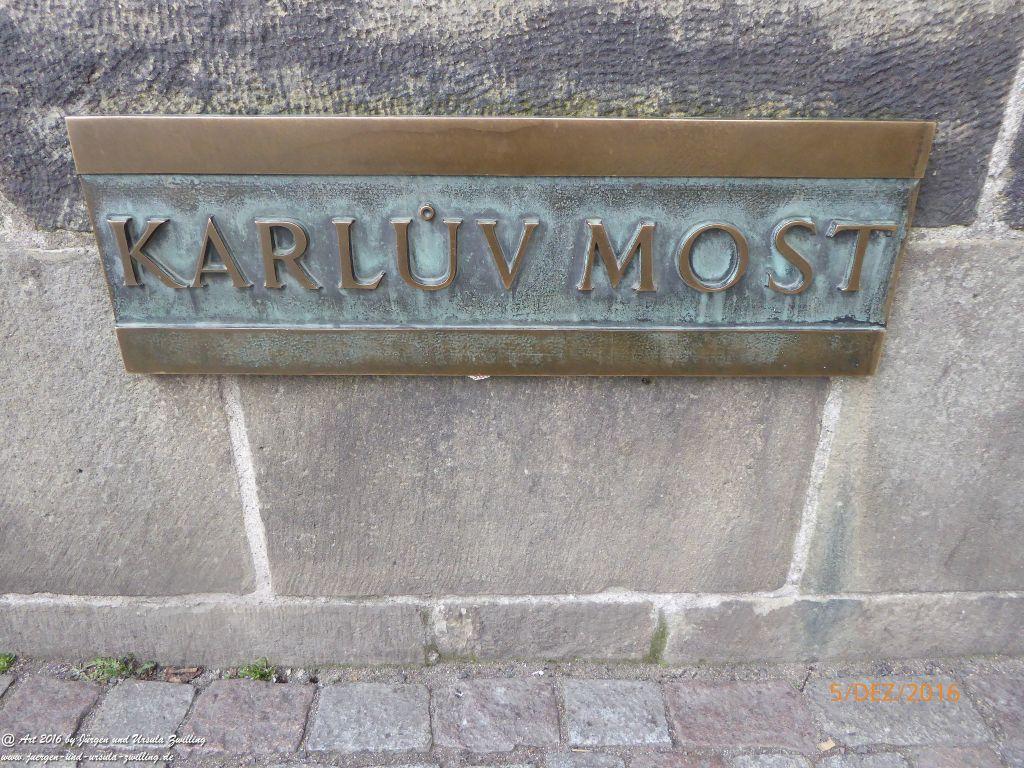 KARLŮV MOST
5/DEZ/2016
@ Art 2016 by Jürgen und Ursula Zwilling
www.juergen-und-ursula-zwilling.de